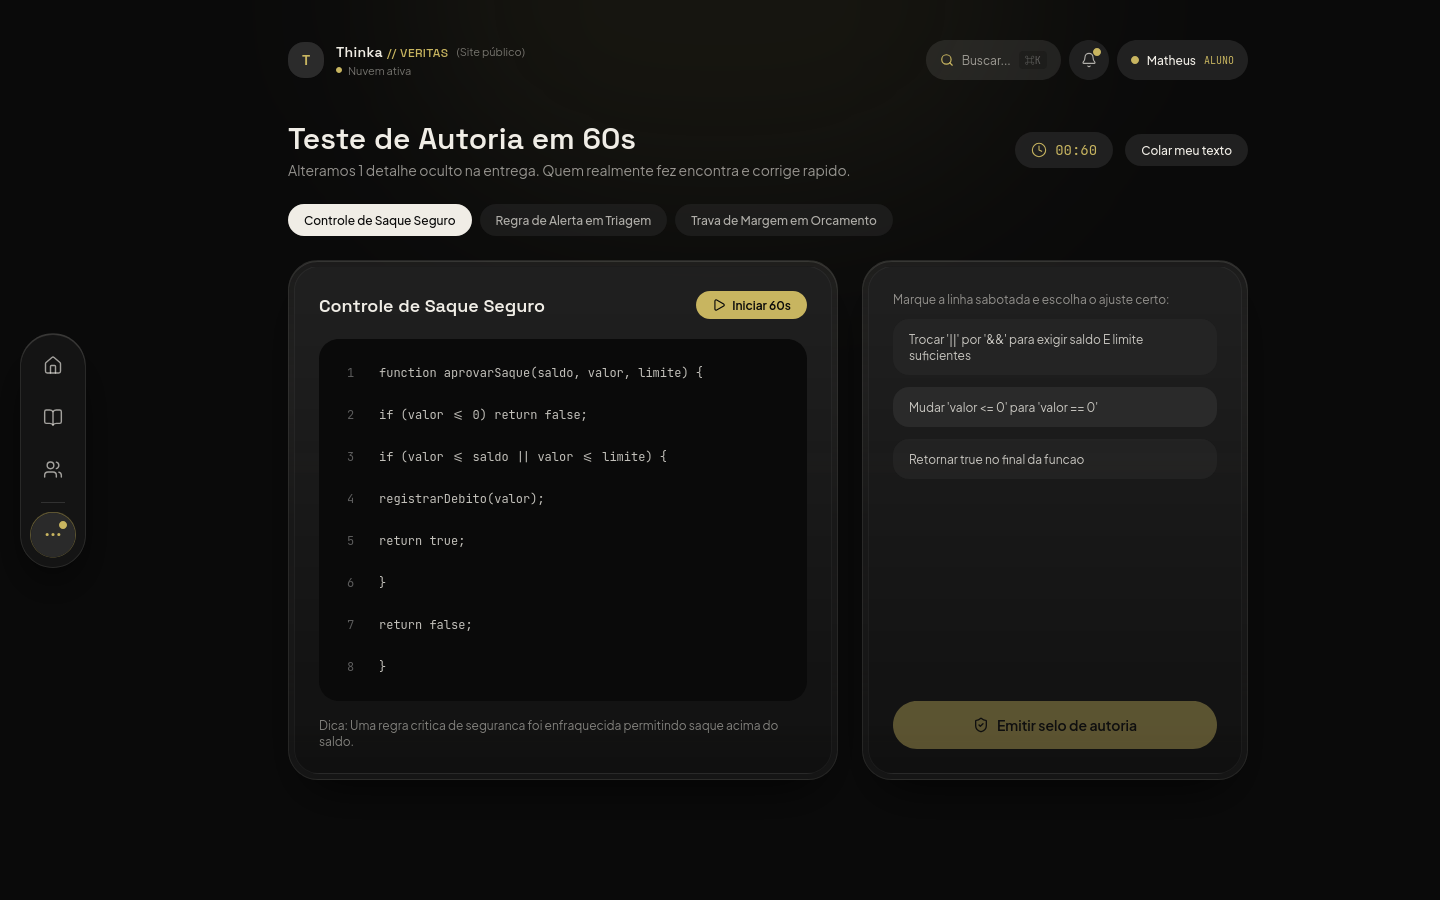 T
Thinka // VERITAS (Site público)
Nuvem ativa
Buscar... ⌘K
Matheus ALUNO
Teste de Autoria em 60s
Alteramos 1 detalhe oculto na entrega. Quem realmente fez encontra e corrige rapido.
00:60
Colar meu texto
Controle de Saque Seguro
Regra de Alerta em Triagem
Trava de Margem em Orcamento
Controle de Saque Seguro
Iniciar 60s
1 function aprovarSaque(saldo, valor, limite) {
2 if (valor <= 0) return false;
3 if (valor <= saldo || valor <= limite) {
4 registrarDebito(valor);
5 return true;
6 }
7 return false;
8 }
Dica: Uma regra critica de seguranca foi enfraquecida permitindo saque acima do
saldo.
Marque a linha sabotada e escolha o ajuste certo:
Trocar '||' por '&&' para exigir saldo E limite
suficientes
Mudar 'valor <= 0' para 'valor == 0'
Retornar true no final da funcao
Emitir selo de autoria